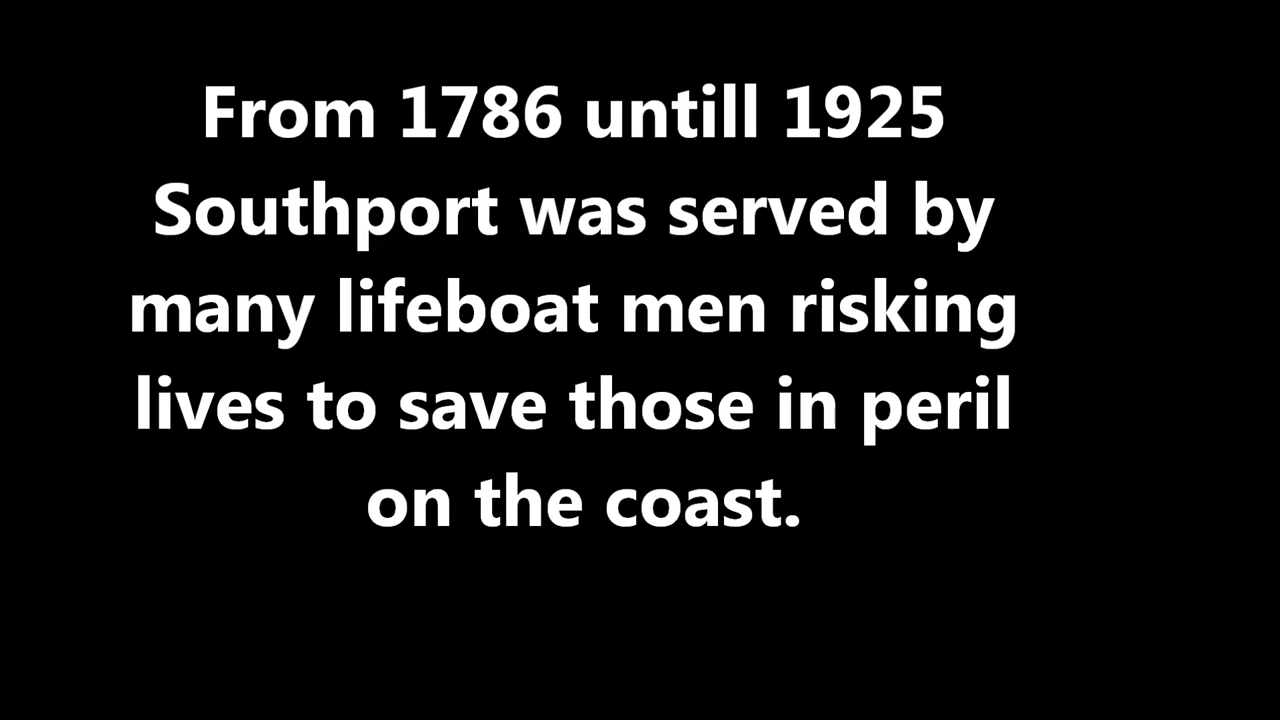 From 1786 untill 1925
Southport was served by
many lifeboat men risking
lives to save those in peril
on the coast.